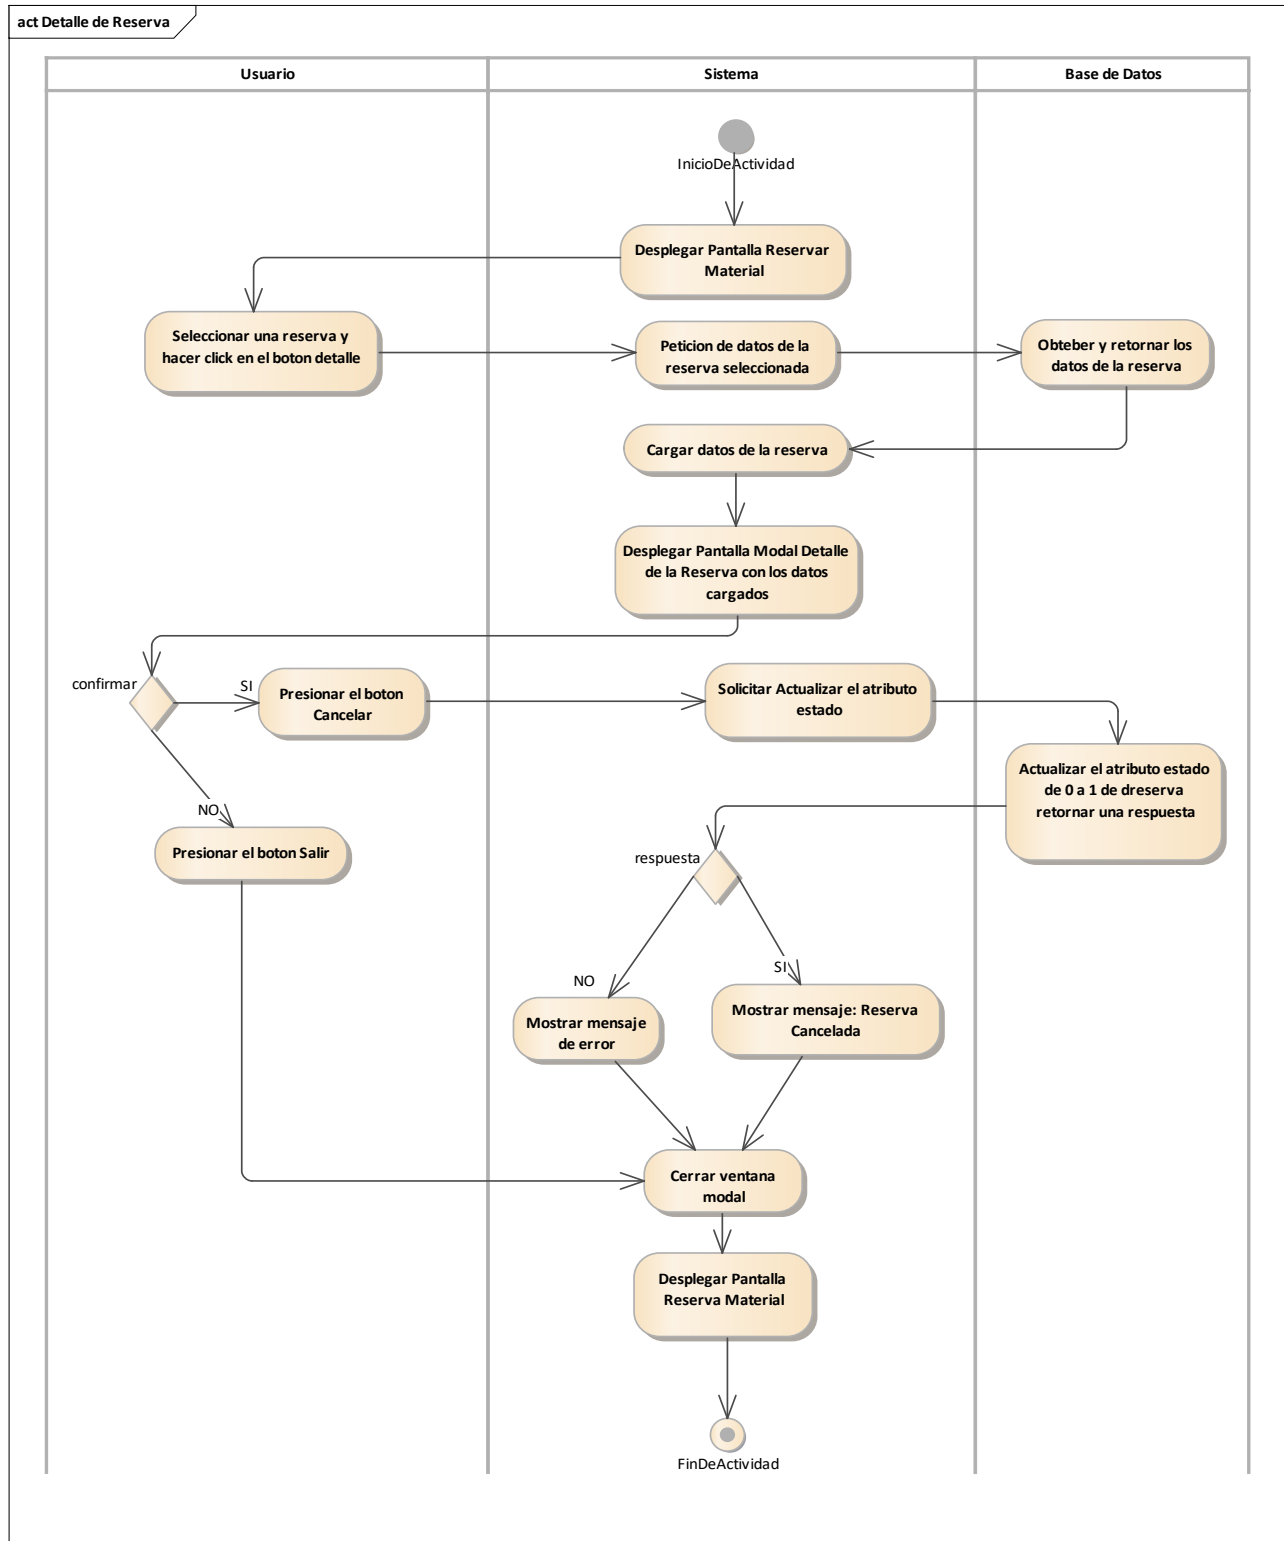 act Detalle de Reserva
Usuario
Sistema
Base de Datos
InicioDeActividad
Desplegar Pantalla Reservar
Material
Seleccionar una reserva y
hacer click en el boton detalle
Peticion de datos de la
reserva seleccionada
Obteber y retornar los
datos de la reserva
Cargar datos de la reserva
Desplegar Pantalla Modal Detalle
de la Reserva con los datos
cargados
confirmar
SI
Presionar el boton
Cancelar
Solicitar Actualizar el atributo
estado
Actualizar el atributo estado
de 0 a 1 de dreserva
retornar una respuesta
NO
Presionar el boton Salir
respuesta
NO
SI
Mostrar mensaje
de error
Mostrar mensaje: Reserva
Cancelada
Cerrar ventana
modal
Desplegar Pantalla
Reserva Material
FinDeActividad